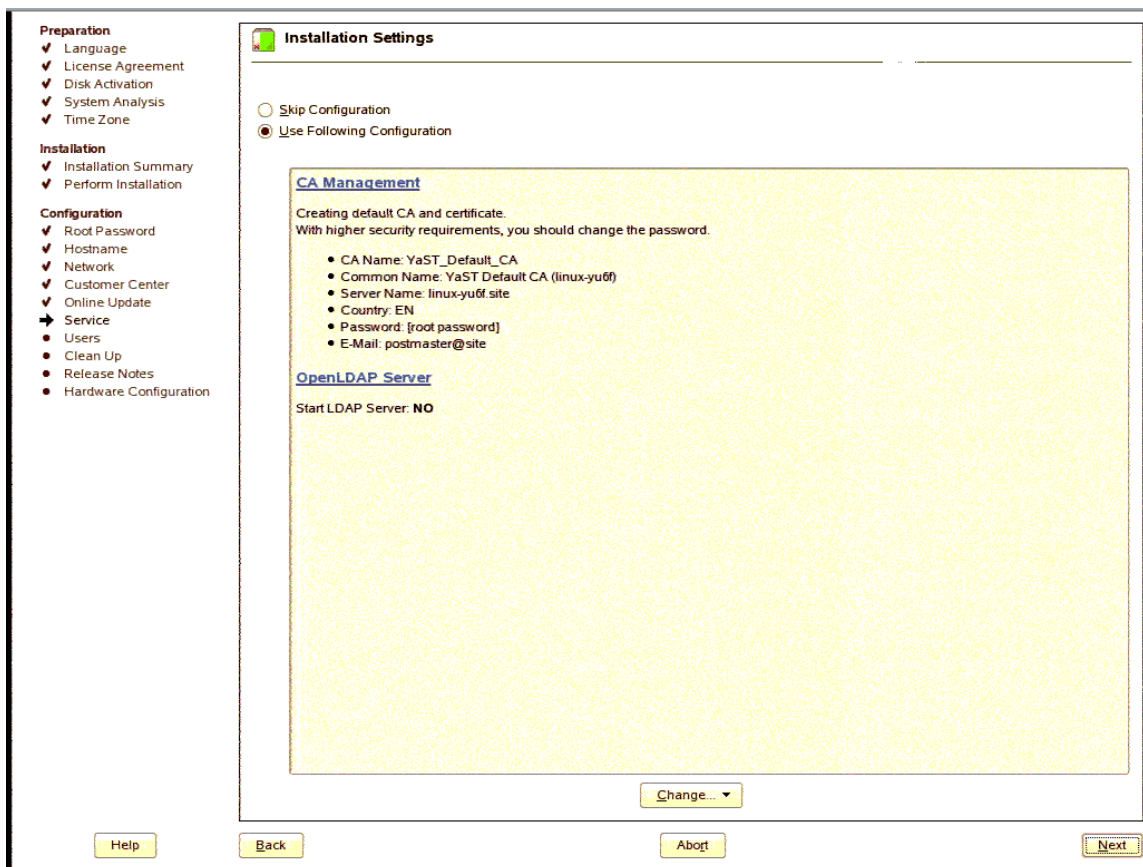 Preparation
Language
License Agreement
Disk Activation
System Analysis
Time Zone
Installation
Installation Summary
Perform Installation
Configuration
Root Password
Hostname
Network
Customer Center
Online Update
Service
Users
Clean Up
Release Notes
Hardware Configuration
Installation Settings
Skip Configuration
Use Following Configuration
CA Management
Creating default CA and certificate.
With higher security requirements, you should change the password.
CA Name: YaST_Default_CA
Common Name: YaST Default CA (linux-yu6f)
Server Name: linux-yu6f.site
Country: EN
Password: [root password]
E-Mail: postmaster@site
OpenLDAP Server
Start LDAP Server: NO
Change...
Help
Back
Abort
Next